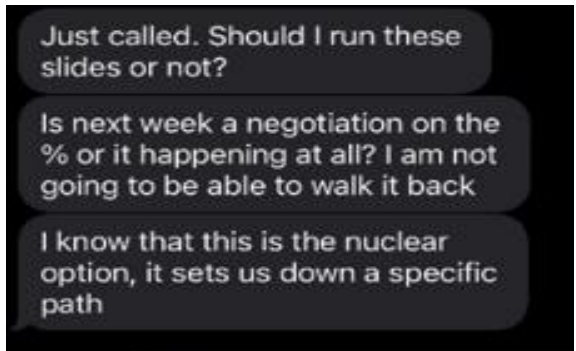 Just called. Should I run these
slides or not?
Is next week a negotiation on the
% or it happening at all? I am not
going to be able to walk it back
I know that this is the nuclear
option, it sets us down a specific
path